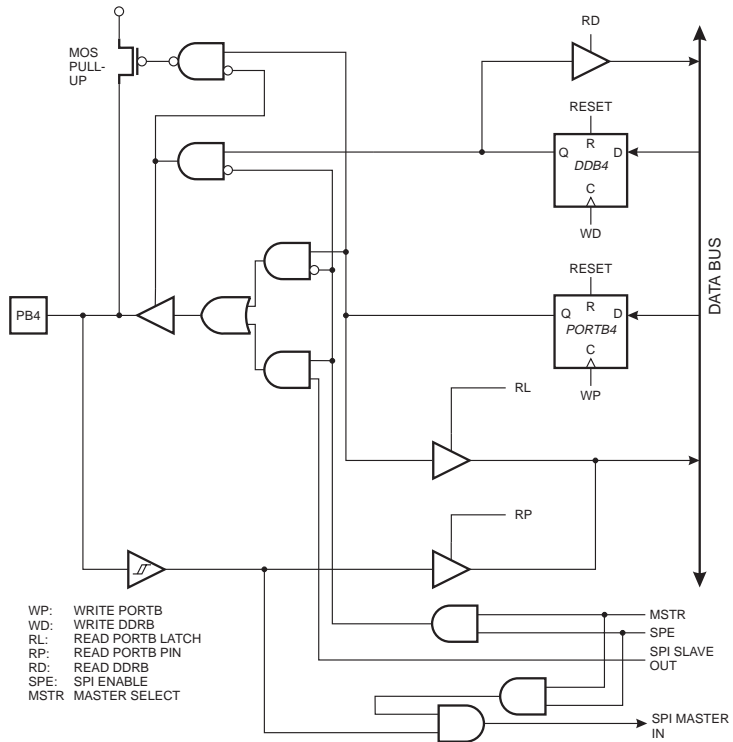 RD
MOS
PULL-
UP
RESET
R
Q
D
DDB4
C
WD
DATA BUS
RESET
R
Q
D
PORTB4
C
WP
PB4
RL
RP
WP: WRITE PORTB
WD: WRITE DDRB
RL: READ PORTB LATCH
RP: READ PORTB PIN
RD: READ DDRB
SPE: SPI ENABLE
MSTR MASTER SELECT
MSTR
SPE
SPI SLAVE
OUT
SPI MASTER
IN